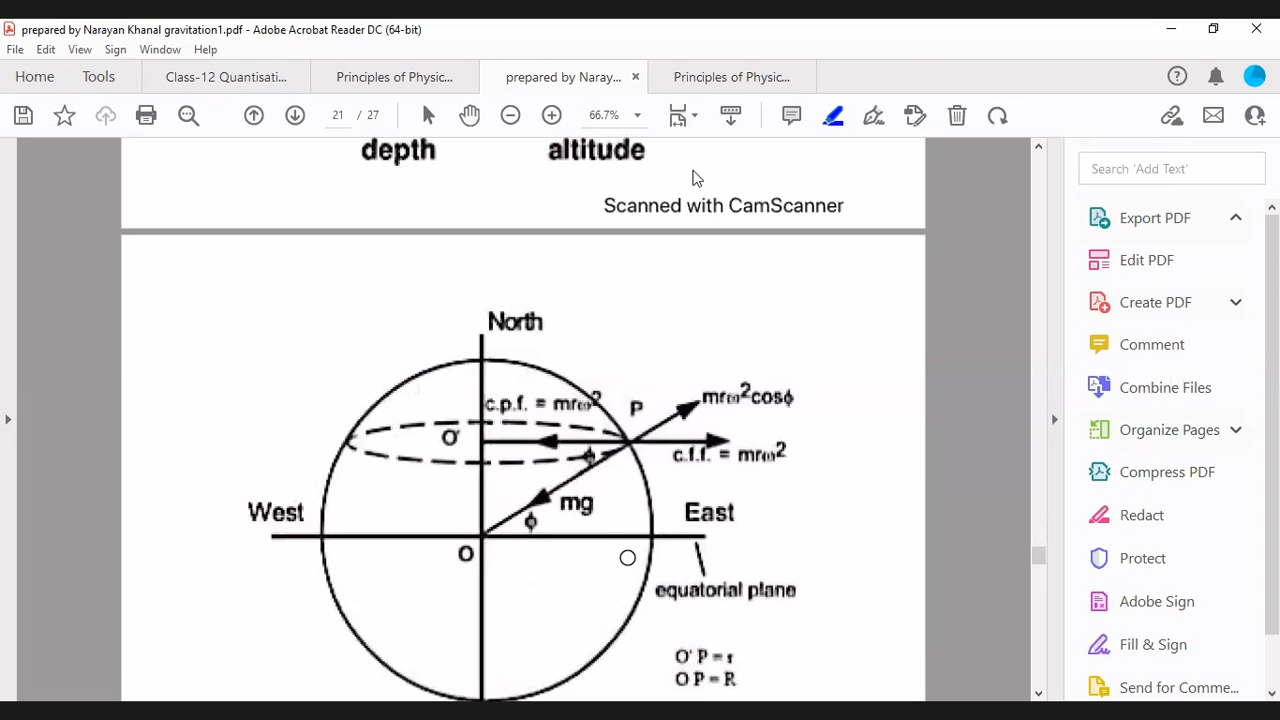 prepared by Narayan Khanal gravitation1.pdf - Adobe Acrobat Reader DC (64-bit)
File Edit View Sign Window Help
Home Tools Class-12 Quantisati... Principles of Physic... prepared by Naray... × Principles of Physic...
21 / 27 66.7%
depth altitude
Scanned with CamScanner
North
c.p.f. = mrω² P mrω²cosϕ
O' ϕ c.f.f. = mrω²
mg
West ϕ East
O
equatorial plane
O' P = r
O P = R
Search 'Add Text'
Export PDF
Edit PDF
Create PDF
Comment
Combine Files
Organize Pages
Compress PDF
Redact
Protect
Adobe Sign
Fill & Sign
Send for Comme...